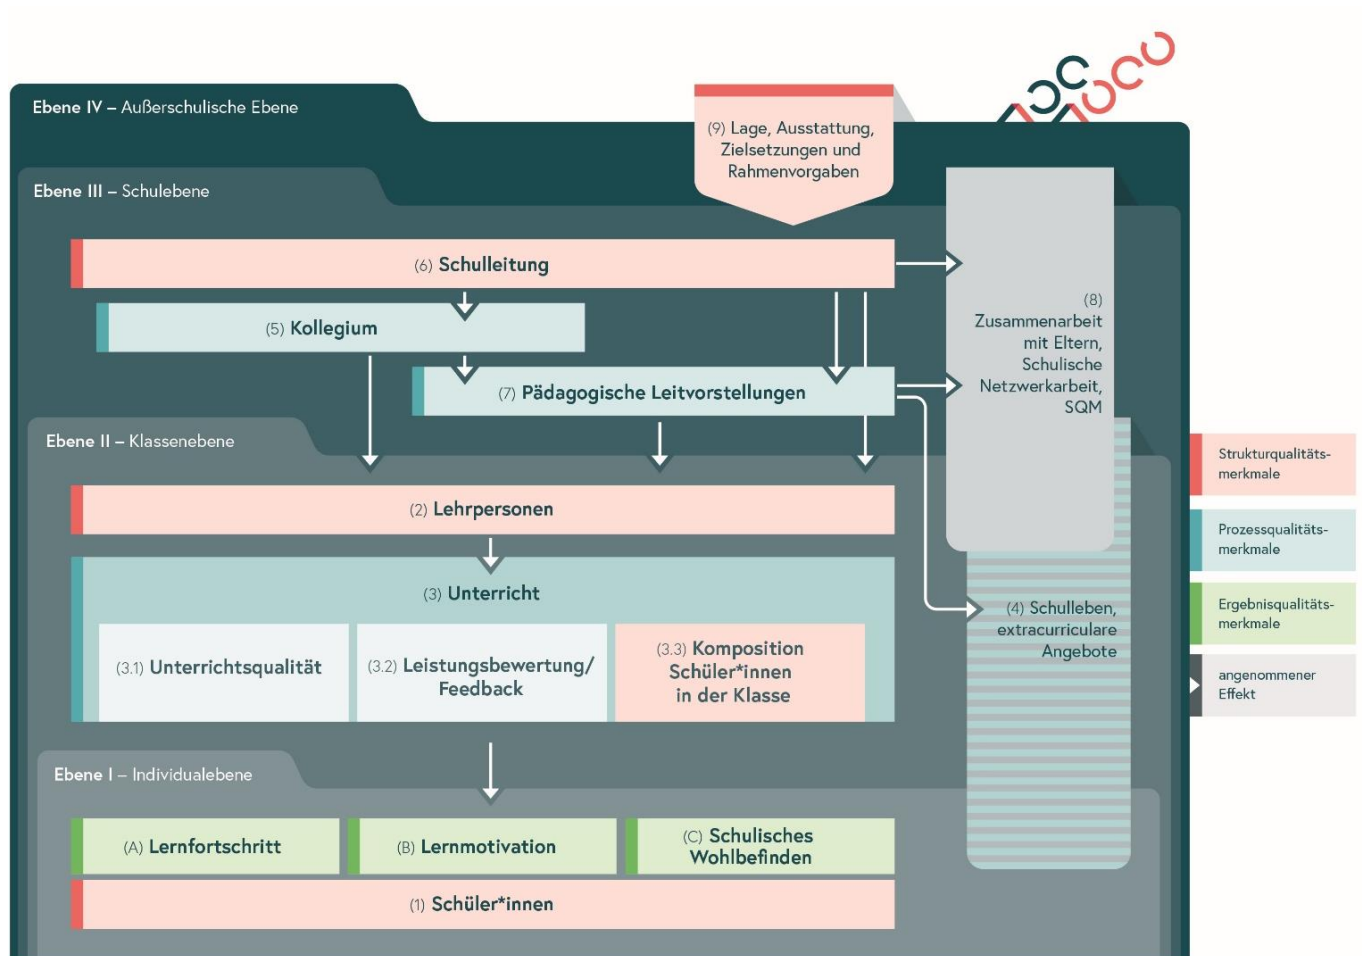 Ebene IV – Außerschulische Ebene
(9) Lage, Ausstattung,
Zielsetzungen und
Rahmenvorgaben
Ebene III – Schulebene
(6) Schulleitung
(5) Kollegium
(7) Pädagogische Leitvorstellungen
(8)
Zusammenarbeit
mit Eltern,
Schulische
Netzwerkarbeit,
SQM
Ebene II – Klassenebene
(2) Lehrpersonen
(3) Unterricht
(3.1) Unterrichtsqualität
(3.2) Leistungsbewertung/
Feedback
(3.3) Komposition
Schüler*innen
in der Klasse
(4) Schulleben,
extracurriculare
Angebote
Ebene I – Individualebene
(A) Lernfortschritt
(B) Lernmotivation
(C) Schulisches
Wohlbefinden
(1) Schüler*innen
Strukturqualitäts-
merkmale
Prozessqualitäts-
merkmale
Ergebnisqualitäts-
merkmale
angenommener
Effekt